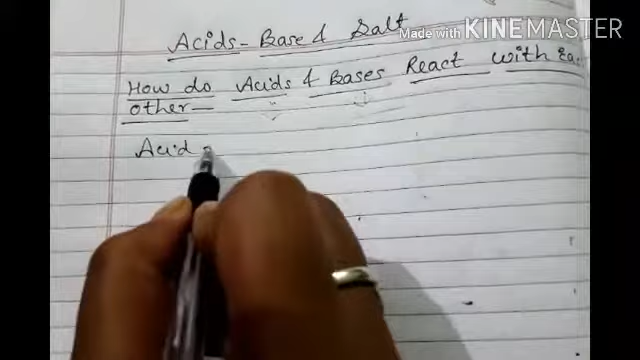 Made with KINEMASTER
Acids - Base & Salt
How do Acids & Bases React with Ea
other—
Acid